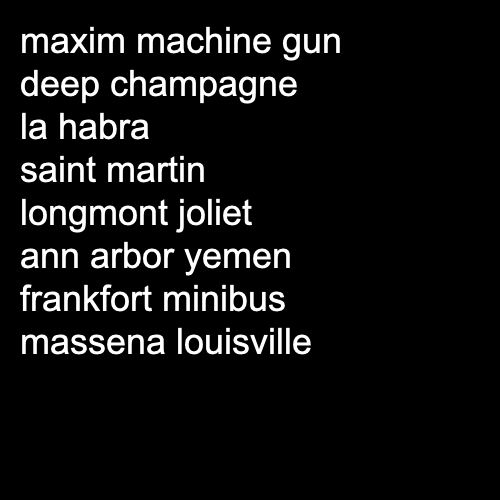 maxim machine gun
deep champagne
la habra
saint martin
longmont joliet
ann arbor yemen
frankfort minibus
massena louisville